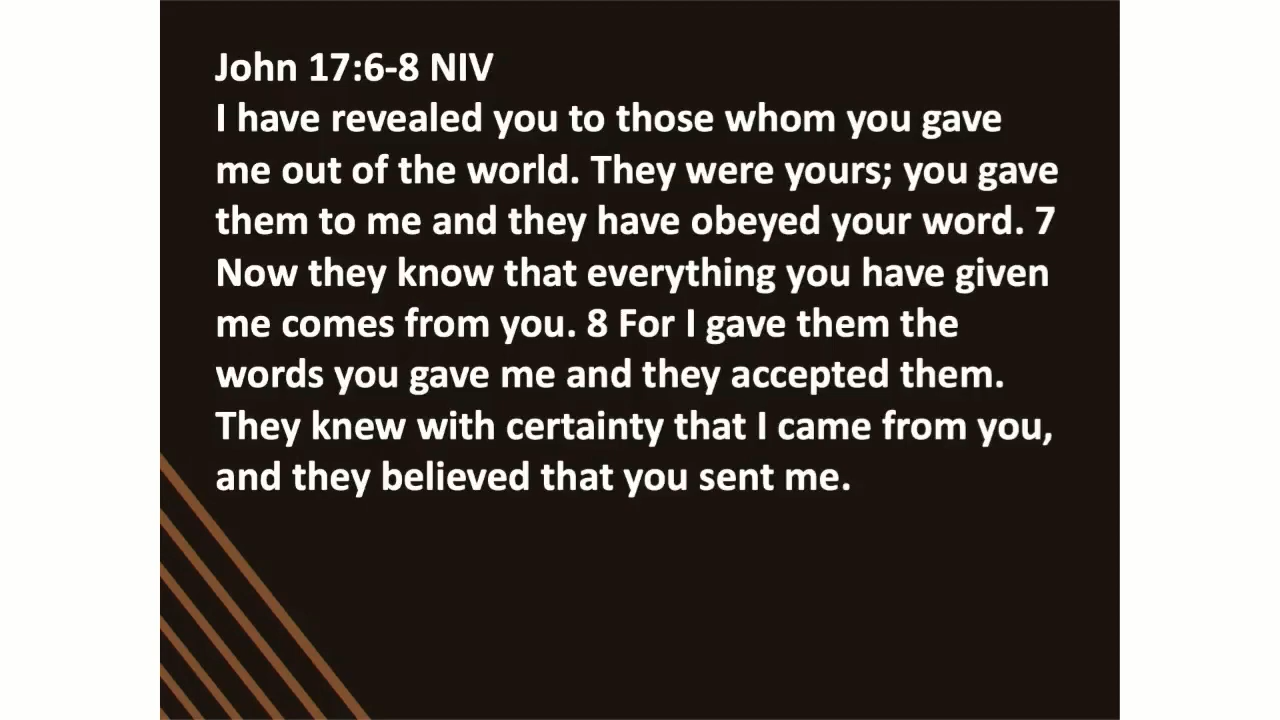 John 17:6-8 NIV
I have revealed you to those whom you gave
me out of the world. They were yours; you gave
them to me and they have obeyed your word. 7
Now they know that everything you have given
me comes from you. 8 For I gave them the
words you gave me and they accepted them.
They knew with certainty that I came from you,
and they believed that you sent me.